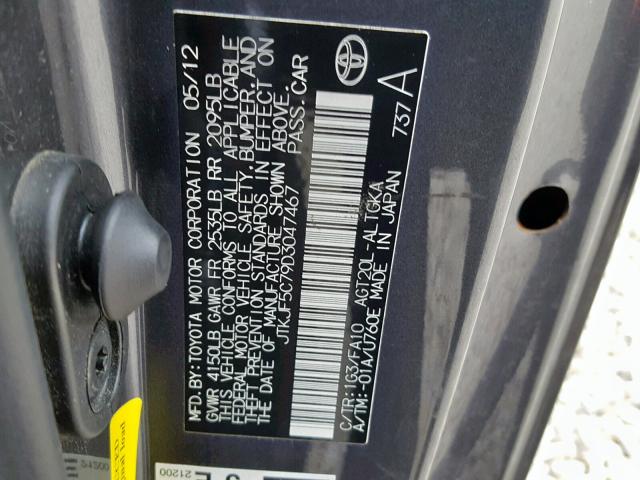 MFD.BY:TOYOTA MOTOR CORPORATION 05/12
GVWR 4150LB GAWR FR 2535LB RR 2095LB
THIS VEHICLE CONFORMS TO ALL APPLICABLE
FEDERAL MOTOR VEHICLE SAFETY, BUMPER, AND
THEFT PREVENTION STANDARDS IN EFFECT ON
THE DATE OF MANUFACTURE SHOWN ABOVE.
JTKJF5C79D3047467 PASS.CAR
C/TR:1G3/FA10 AGT20L-ALTGKA
A/TM:-01A/U760E MADE IN JAPAN 737A
21200